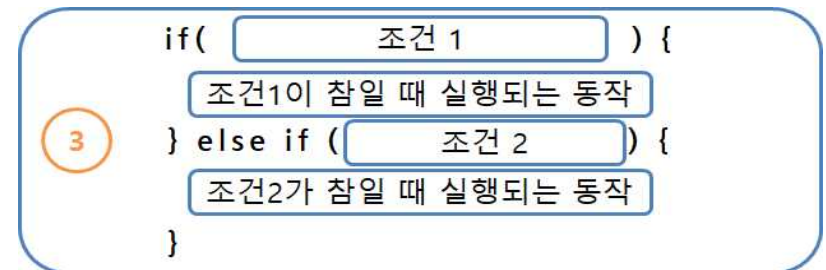 if( 조건 1 ) {
조건1이 참일 때 실행되는 동작
3 } else if ( 조건 2 ) {
조건2가 참일 때 실행되는 동작
}